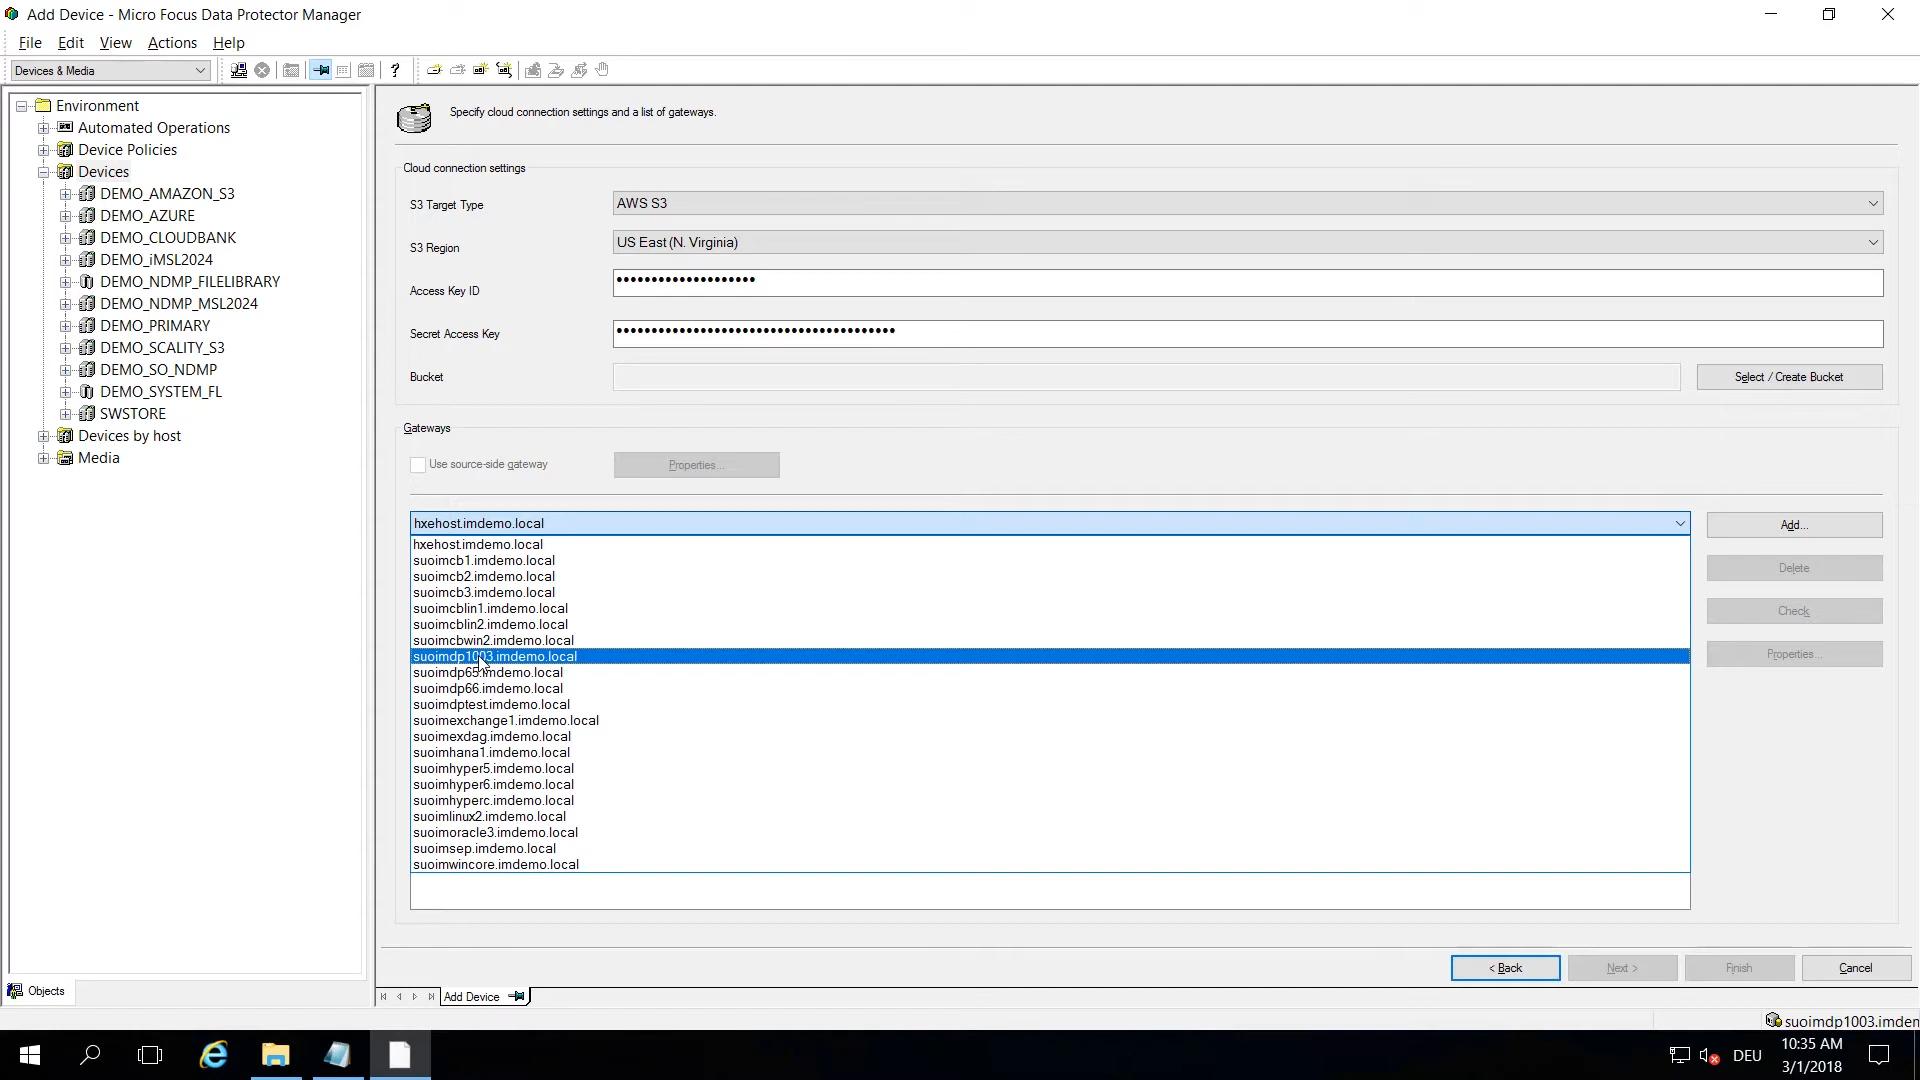 Add Device - Micro Focus Data Protector Manager
File Edit View Actions Help
Devices & Media
Environment
Automated Operations
Device Policies
Devices
DEMO_AMAZON_S3
DEMO_AZURE
DEMO_CLOUDBANK
DEMO_iMSL2024
DEMO_NDMP_FILELIBRARY
DEMO_NDMP_MSL2024
DEMO_PRIMARY
DEMO_SCALITY_S3
DEMO_SO_NDMP
DEMO_SYSTEM_FL
SWSTORE
Devices by host
Media
Objects
Specify cloud connection settings and a list of gateways.
Cloud connection settings
S3 Target Type AWS S3
S3 Region US East (N. Virginia)
Access Key ID ••••••••••••••••••••
Secret Access Key ••••••••••••••••••••••••••••••••••••••••
Bucket Select / Create Bucket
Gateways
Use source-side gateway Properties...
hxehost.imdemo.local Add...
hxehost.imdemo.local
suoimcb1.imdemo.local
suoimcb2.imdemo.local
suoimcb3.imdemo.local
suoimcblin1.imdemo.local
suoimcblin2.imdemo.local
suoimcbwin2.imdemo.local
suoimdp1003.imdemo.local
suoimdp65.imdemo.local
suoimdp66.imdemo.local
suoimdptest.imdemo.local
suoimexchange1.imdemo.local
suoimexdag.imdemo.local
suoimhana1.imdemo.local
suoimhyper5.imdemo.local
suoimhyper6.imdemo.local
suoimhyperc.imdemo.local
suoimlinux2.imdemo.local
suoimoracle3.imdemo.local
suoimsep.imdemo.local
suoimwincore.imdemo.local
Delete
Check
Properties...
< Back Next > Finish Cancel
Add Device
suoimdp1003.imden
DEU
10:35 AM
3/1/2018